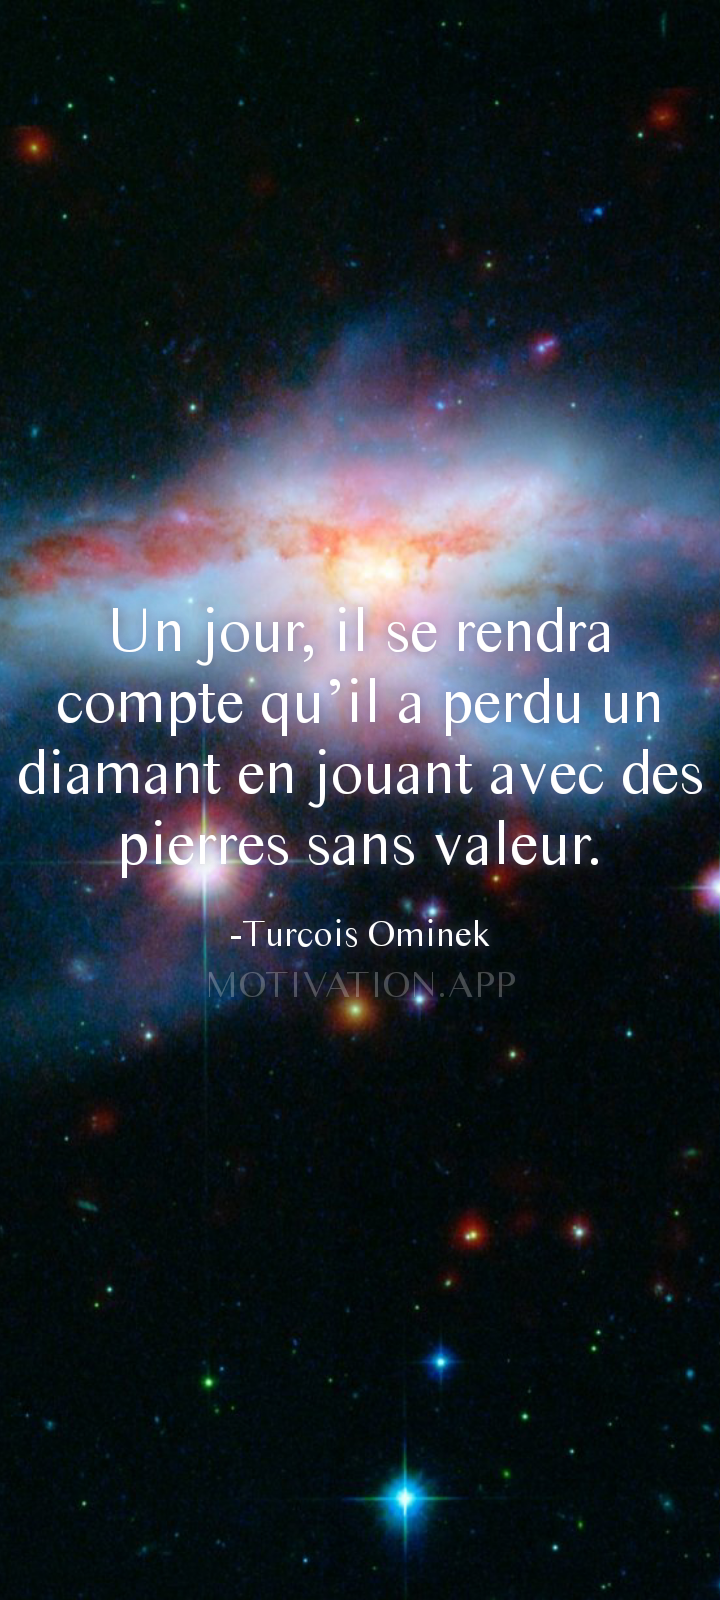 Un jour, il se rendra
compte qu’il a perdu un
diamant en jouant avec des
pierres sans valeur.
-Turcois Ominek
MOTIVATION.APP